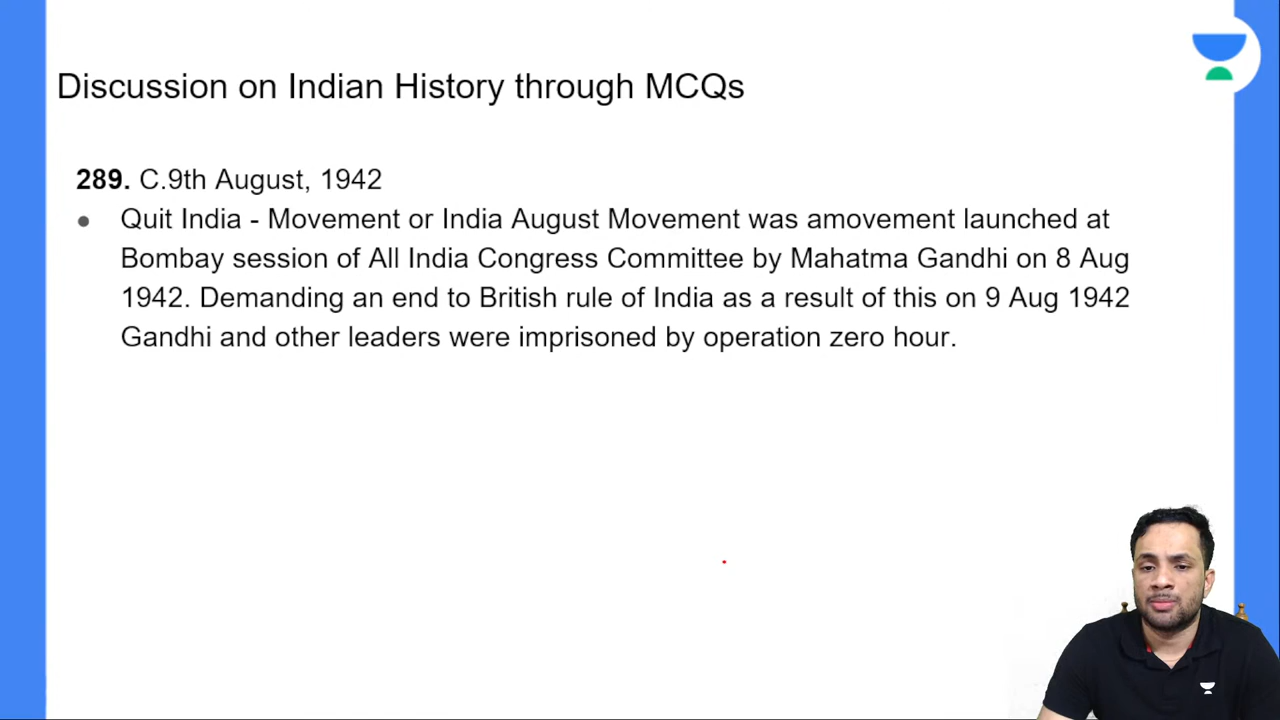 Discussion on Indian History through MCQs
289. C.9th August, 1942
● Quit India - Movement or India August Movement was amovement launched at
Bombay session of All India Congress Committee by Mahatma Gandhi on 8 Aug
1942. Demanding an end to British rule of India as a result of this on 9 Aug 1942
Gandhi and other leaders were imprisoned by operation zero hour.